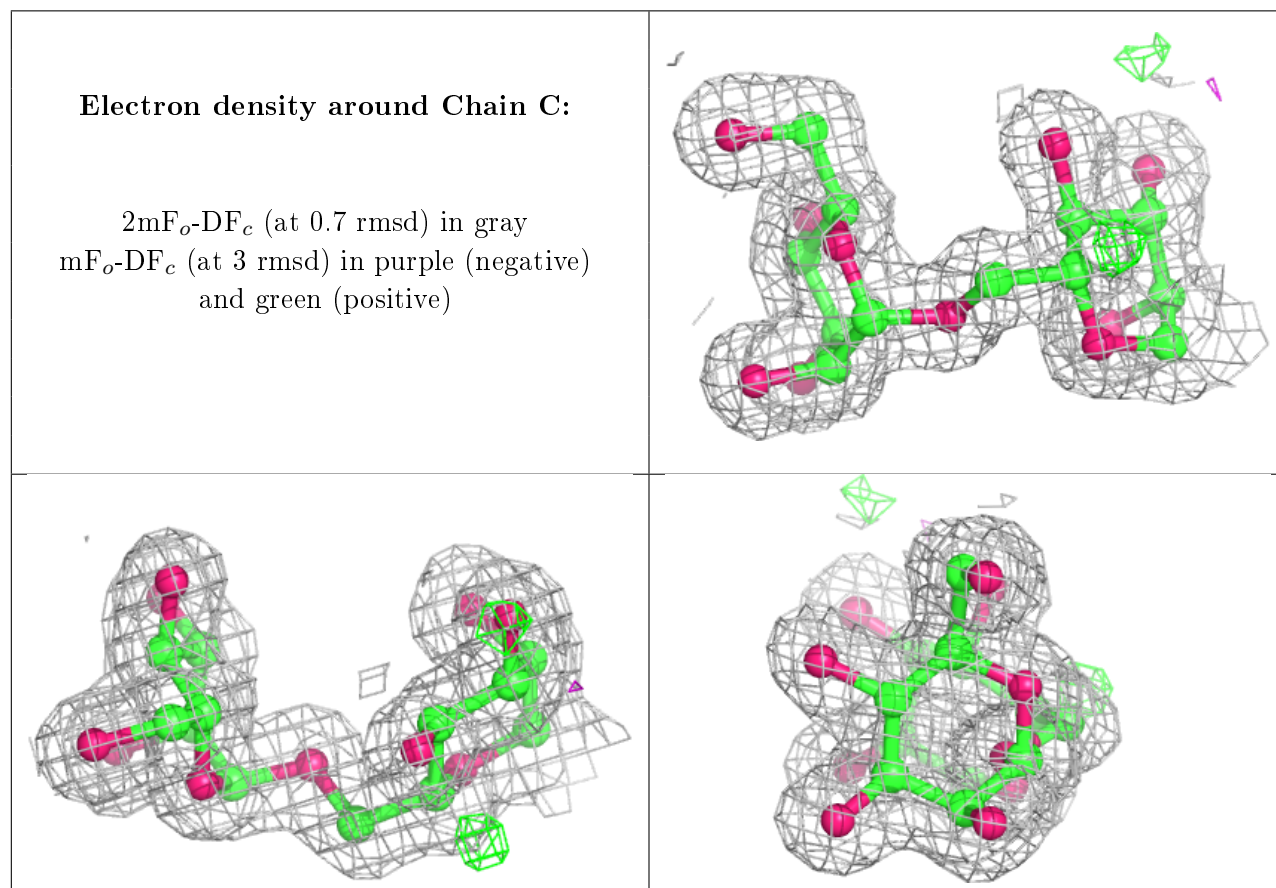 Electron density around Chain C:
2mFₒ-DF𝒸 (at 0.7 rmsd) in gray
mFₒ-DF𝒸 (at 3 rmsd) in purple (negative)
and green (positive)